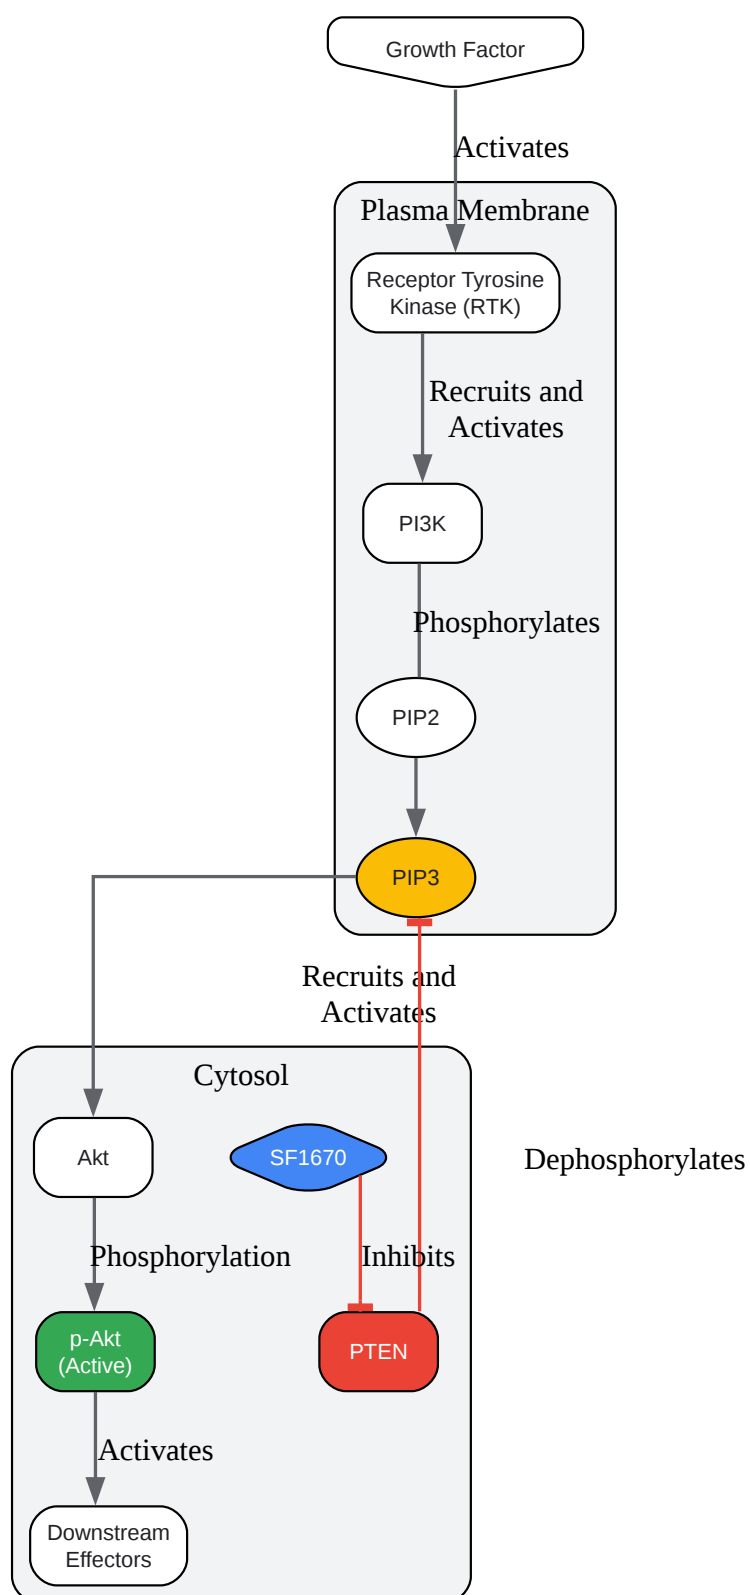 Growth Factor
Activates
Plasma Membrane
Receptor Tyrosine
Kinase (RTK)
Recruits and
Activates
PI3K
Phosphorylates
PIP2
PIP3
Recruits and
Activates
Cytosol
Akt
SF1670
Dephosphorylates
Phosphorylation
Inhibits
p-Akt
(Active)
PTEN
Activates
Downstream
Effectors